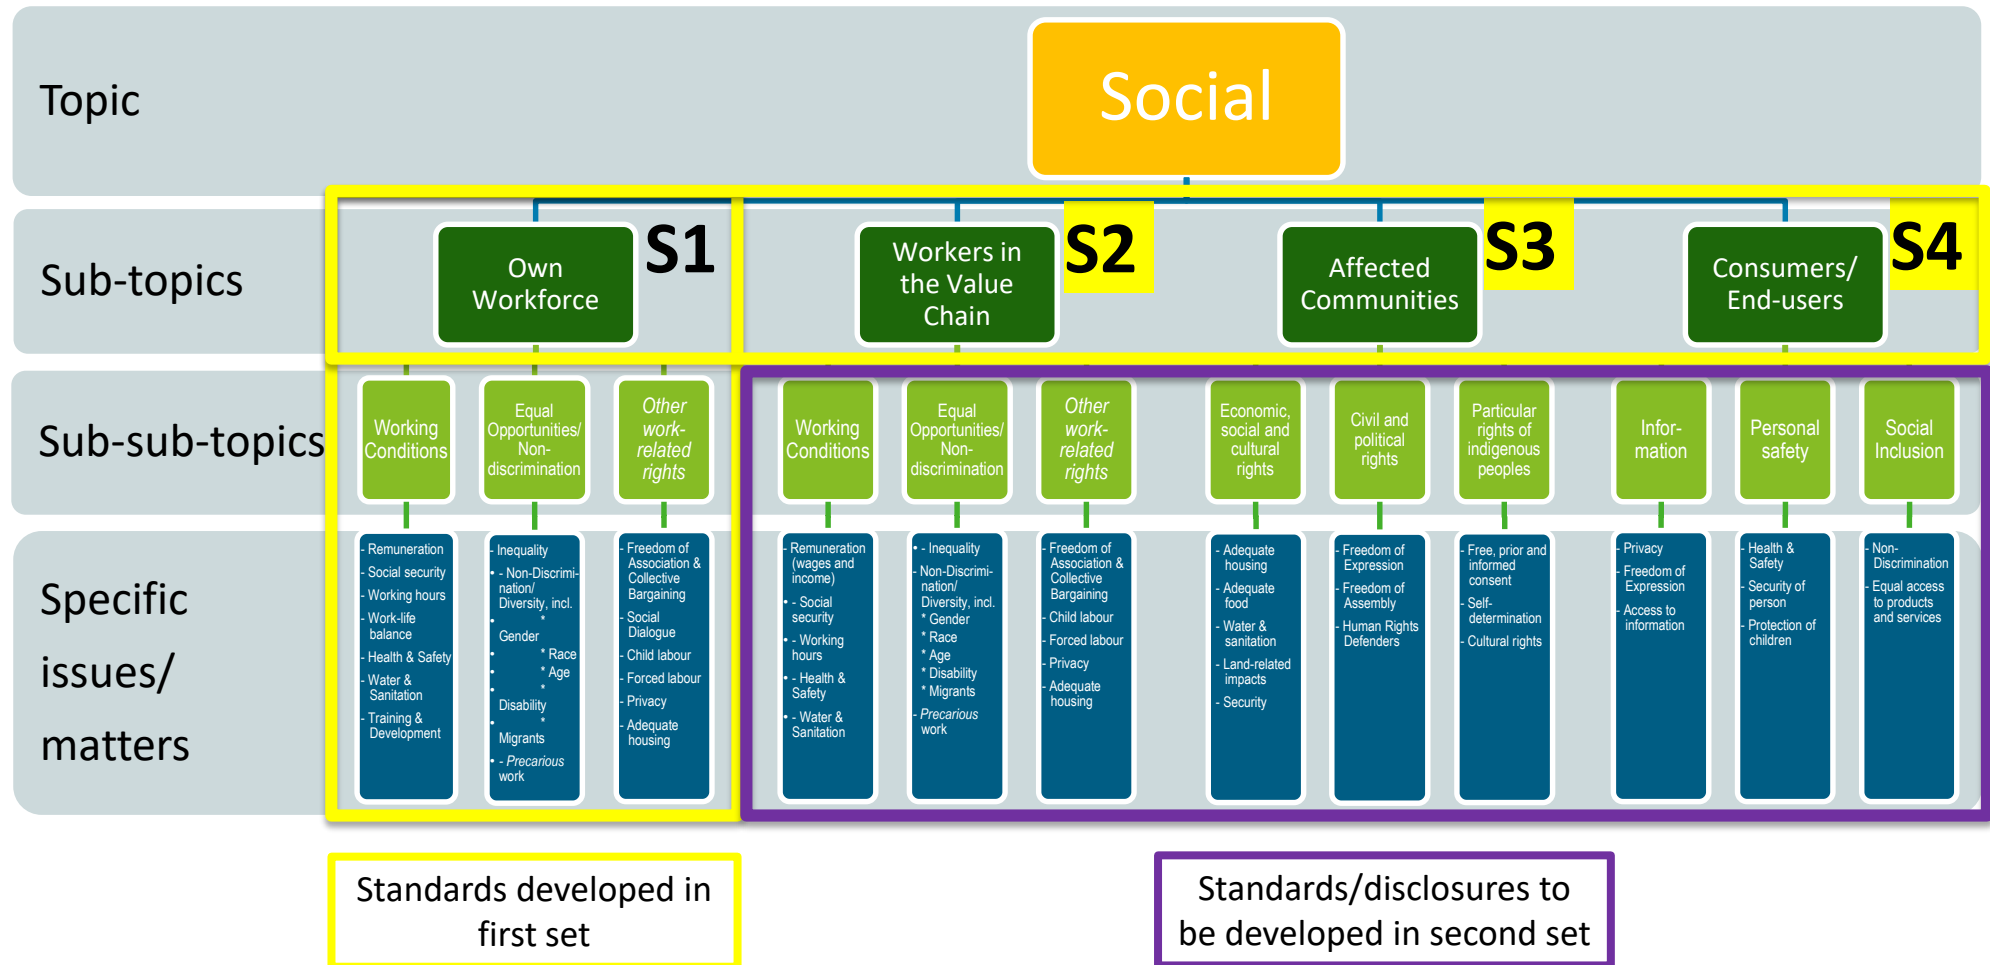 Topic
Social
Sub-topics
Own
Workforce
S1
Workers in
the Value
Chain
S2
Affected
Communities
S3
Consumers/
End-users
S4
Sub-sub-topics
Working
Conditions
Equal
Opportunities/
Non-
discrimination
Other
work-
related
rights
Working
Conditions
Equal
Opportunities/
Non-
discrimination
Other
work-
related
rights
Economic,
social and
cultural
rights
Civil and
political
rights
Particular
rights of
indigenous
peoples
Infor-
mation
Personal
safety
Social
Inclusion
Specific
issues/
matters
- Remuneration
- Social security
- Working hours
- Work-life
balance
- Health & Safety
- Water &
Sanitation
- Training &
Development
- Inequality
• - Non-Discrimi-
nation/
Diversity, incl.
• *
Gender
• * Race
• * Age
• *
Disability
• *
Migrants
• - Precarious
work
- Freedom of
Association &
Collective
Bargaining
- Social
Dialogue
- Child labour
- Forced labour
- Privacy
- Adequate
housing
- Remuneration
(wages and
income)
• - Social
security
• - Working
hours
• - Health &
Safety
• - Water &
Sanitation
• - Inequality
- Non-Discrimi-
nation/
Diversity, incl.
* Gender
* Race
* Age
* Disability
* Migrants
- Precarious
work
- Freedom of
Association &
Collective
Bargaining
- Child labour
- Forced labour
- Privacy
- Adequate
housing
- Adequate
housing
- Adequate
food
- Water &
sanitation
- Land-related
impacts
- Security
- Freedom of
Expression
- Freedom of
Assembly
- Human Rights
Defenders
- Free, prior and
informed
consent
- Self-
determination
- Cultural rights
- Privacy
- Freedom of
Expression
- Access to
information
- Health &
Safety
- Security of
person
- Protection of
children
- Non-
Discrimination
- Equal access
to products
and services
Standards developed in
first set
Standards/disclosures to
be developed in second set